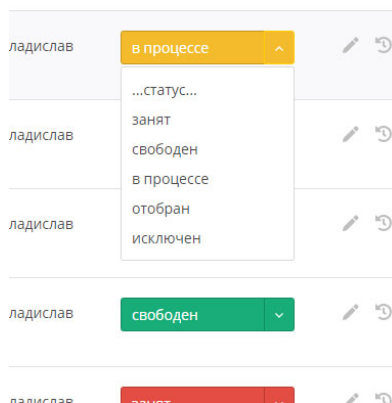 ладислав
в процессе
...статус...
занят
свободен
ладислав
в процессе
отобран
ладислав
исключен
ладислав
свободен
ладислав
занят